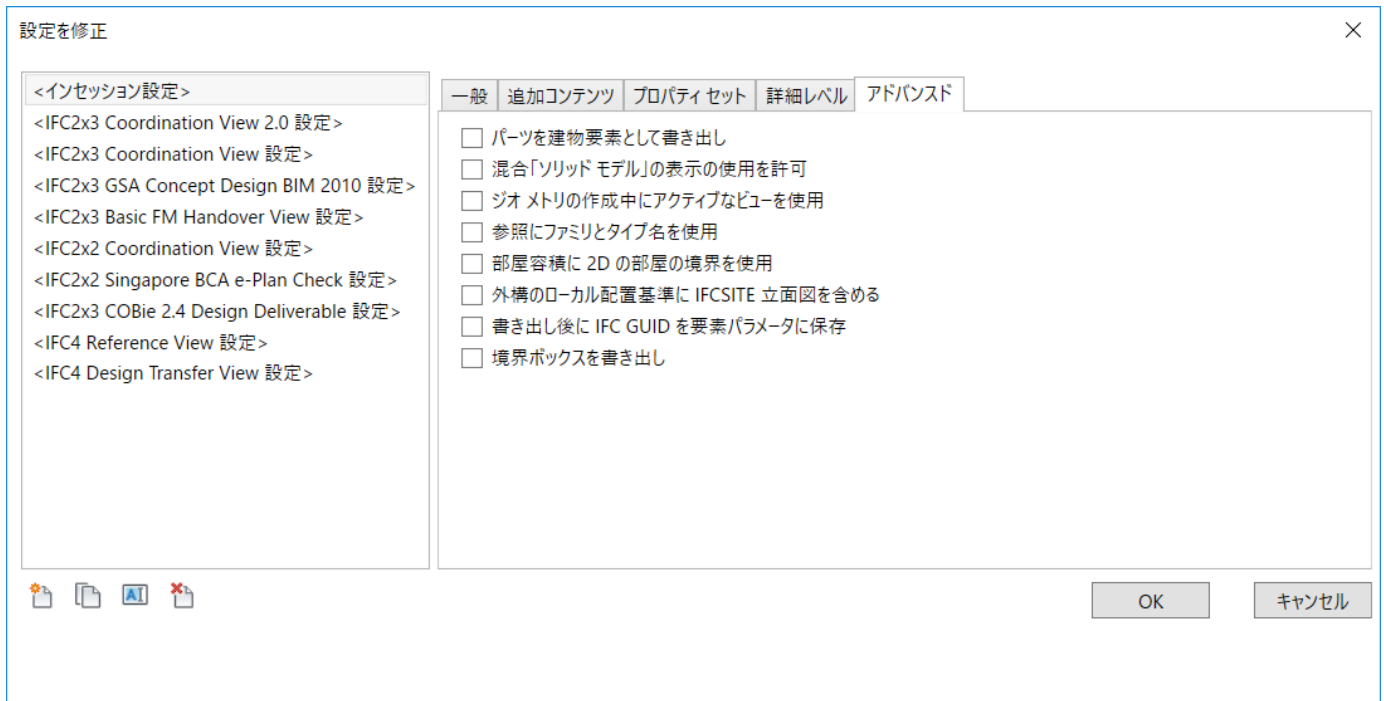 設定を修正
<インセッション設定>
<IFC2x3 Coordination View 2.0 設定>
<IFC2x3 Coordination View 設定>
<IFC2x3 GSA Concept Design BIM 2010 設定>
<IFC2x3 Basic FM Handover View 設定>
<IFC2x2 Coordination View 設定>
<IFC2x2 Singapore BCA e-Plan Check 設定>
<IFC2x3 COBie 2.4 Design Deliverable 設定>
<IFC4 Reference View 設定>
<IFC4 Design Transfer View 設定>
一般 追加コンテンツ プロパティ セット 詳細レベル アドバンスド
パーツを建物要素として書き出し
混合「ソリッド モデル」の表示の使用を許可
ジオ メトリの作成中にアクティブなビューを使用
参照にファミリとタイプ名を使用
部屋容積に 2D の部屋の境界を使用
外構のローカル配置基準に IFCSITE 立面図を含める
書き出し後に IFC GUID を要素パラメータに保存
境界ボックスを書き出し
OK キャンセル